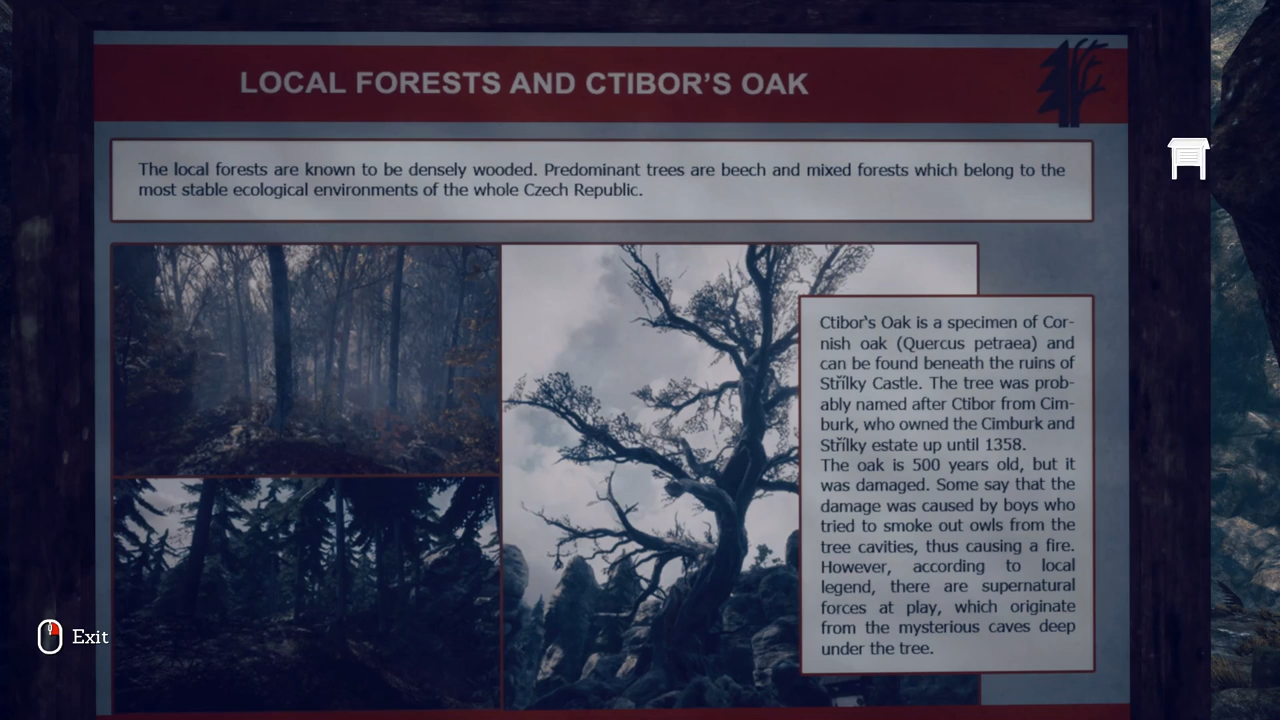 LOCAL FORESTS AND CTIBOR'S OAK
The local forests are known to be densely wooded. Predominant trees are beech and mixed forests which belong to the
most stable ecological environments of the whole Czech Republic.
Ctibor's Oak is a specimen of Cor-
nish oak (Quercus petraea) and
can be found beneath the ruins of
Střílky Castle. The tree was prob-
ably named after Ctibor from Cim-
burk, who owned the Cimburk and
Střílky estate up until 1358.
The oak is 500 years old, but it
was damaged. Some say that the
damage was caused by boys who
tried to smoke out owls from the
tree cavities, thus causing a fire.
However, according to local
legend, there are supernatural
forces at play, which originate
from the mysterious caves deep
under the tree.
Exit